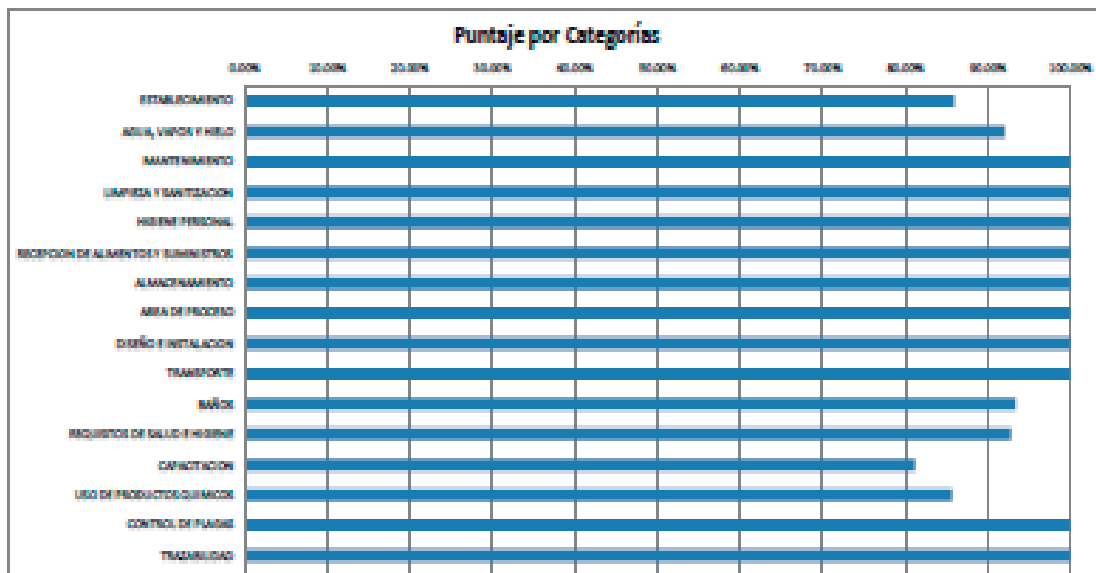 Puntaje por Categorías
0.00% 10.00% 20.00% 30.00% 40.00% 50.00% 60.00% 70.00% 80.00% 90.00% 100.00%
ESTABLECIMIENTO
AGUA, VAPOR Y HIELO
MANTENIMIENTO
LIMPIEZA Y SANITIZACION
HIGIENE PERSONAL
RECEPCION DE ALIMENTOS Y SUMINISTROS
ALMACENAMIENTO
AREA DE PROCESO
DISEÑO E INSTALACION
TRANSPORTE
BAÑOS
REQUISITOS DE SALUD E HIGIENE
CAPACITACION
USO DE PRODUCTOS QUIMICOS
CONTROL DE PLAGAS
TRAZABILIDAD